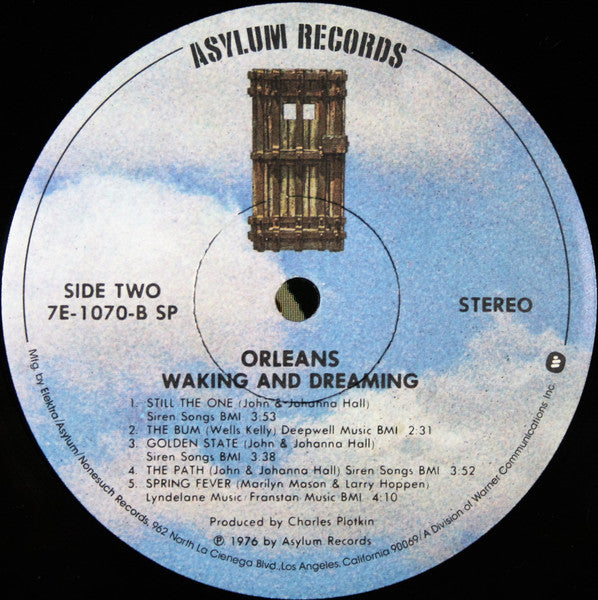 ASYLUM RECORDS
SIDE TWO
7E-1070-B SP
STEREO
ORLEANS
WAKING AND DREAMING
1. STILL THE ONE (John & Johanna Hall)
Siren Songs BMI 3:53
2. THE BUM (Wells Kelly) Deepwell Music BMI 2:31
3. GOLDEN STATE (John & Johanna Hall)
Siren Songs BMI 3:38
4. THE PATH (John & Johanna Hall) Siren Songs BMI 3:52
5. SPRING FEVER (Marilyn Mason & Larry Hoppen)
Lyndelane Music/Franstan Music BMI 4:10
Produced by Charles Plotkin
℗ 1976 by Asylum Records
Mfg. by Elektra/Asylum/Nonesuch Records, 962 North La Cienega Blvd., Los Angeles, California 90069/A Division of Warner Communications Inc.